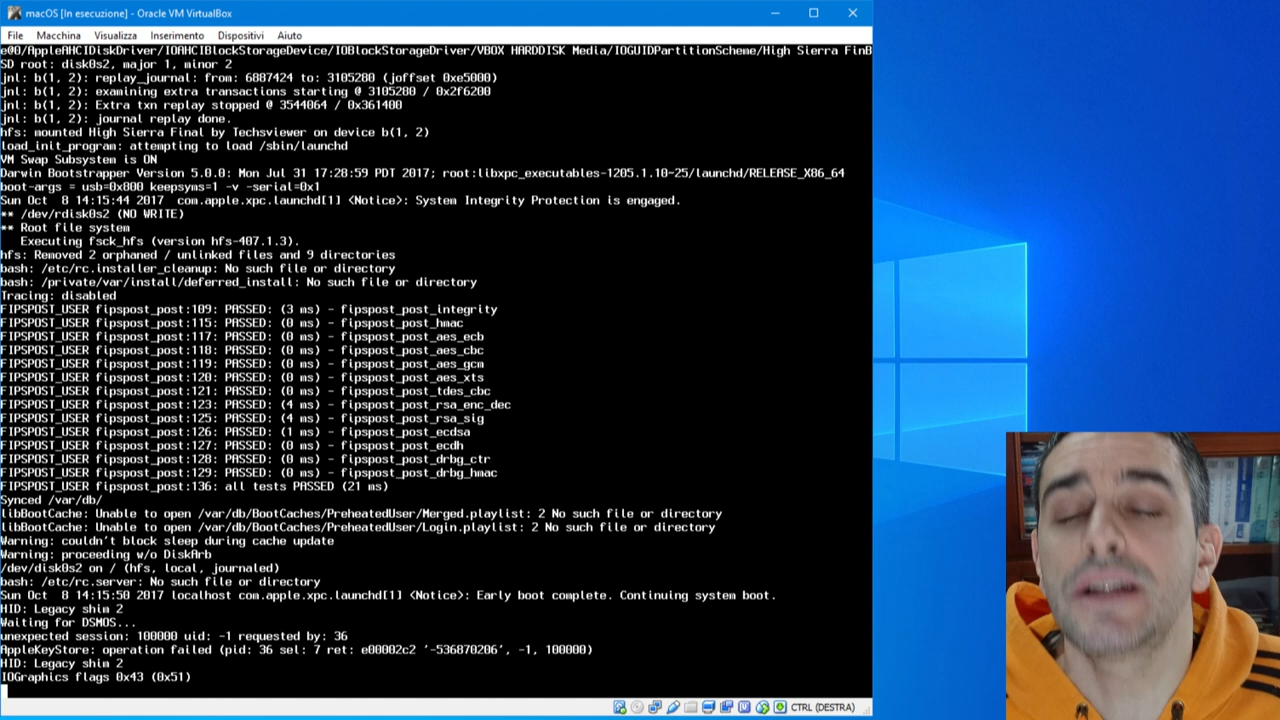 macOS [In esecuzione] - Oracle VM VirtualBox
File Macchina Visualizza Inserimento Dispositivi Aiuto
e@0/AppleAHCIDiskDriver/IOAHCIBlockStorageDevice/IOBlockStorageDriver/VBOX HARDDISK Media/IOGUIDPartitionScheme/High Sierra FinB
SD root: disk0s2, major 1, minor 2
jnl: b(1, 2): replay_journal: from: 6887424 to: 3105280 (joffset 0xe5000)
jnl: b(1, 2): examining extra transactions starting @ 3105280 / 0x2f6200
jnl: b(1, 2): Extra txn replay stopped @ 3544064 / 0x361400
jnl: b(1, 2): journal replay done.
hfs: mounted High Sierra Final by Techsviewer on device b(1, 2)
load_init_program: attempting to load /sbin/launchd
VM Swap Subsystem is ON
Darwin Bootstrapper Version 5.0.0: Mon Jul 31 17:28:59 PDT 2017; root:libxpc_executables-1205.1.10~25/launchd/RELEASE_X86_64
boot-args = usb=0x800 keepsyms=1 -v -serial=0x1
Sun Oct  8 14:15:44 2017  com.apple.xpc.launchd[1] <Notice>: System Integrity Protection is engaged.
** /dev/rdisk0s2 (NO WRITE)
** Root file system
   Executing fsck_hfs (version hfs-407.1.3).
hfs: Removed 2 orphaned / unlinked files and 9 directories
bash: /etc/rc.installer_cleanup: No such file or directory
bash: /private/var/install/deferred_install: No such file or directory
Tracing: disabled
FIPSPOST_USER fipspost_post:109: PASSED: (3 ms) - fipspost_post_integrity
FIPSPOST_USER fipspost_post:115: PASSED: (0 ms) - fipspost_post_hmac
FIPSPOST_USER fipspost_post:117: PASSED: (0 ms) - fipspost_post_aes_ecb
FIPSPOST_USER fipspost_post:118: PASSED: (0 ms) - fipspost_post_aes_cbc
FIPSPOST_USER fipspost_post:119: PASSED: (0 ms) - fipspost_post_aes_gcm
FIPSPOST_USER fipspost_post:120: PASSED: (0 ms) - fipspost_post_aes_xts
FIPSPOST_USER fipspost_post:121: PASSED: (0 ms) - fipspost_post_tdes_cbc
FIPSPOST_USER fipspost_post:123: PASSED: (4 ms) - fipspost_post_rsa_enc_dec
FIPSPOST_USER fipspost_post:125: PASSED: (4 ms) - fipspost_post_rsa_sig
FIPSPOST_USER fipspost_post:126: PASSED: (1 ms) - fipspost_post_ecdsa
FIPSPOST_USER fipspost_post:127: PASSED: (0 ms) - fipspost_post_ecdh
FIPSPOST_USER fipspost_post:128: PASSED: (0 ms) - fipspost_post_drbg_ctr
FIPSPOST_USER fipspost_post:129: PASSED: (0 ms) - fipspost_post_drbg_hmac
FIPSPOST_USER fipspost_post:136: all tests PASSED (21 ms)
Synced /var/db/
libBootCache: Unable to open /var/db/BootCaches/PreheatedUser/Merged.playlist: 2 No such file or directory
libBootCache: Unable to open /var/db/BootCaches/PreheatedUser/Login.playlist: 2 No such file or directory
Warning: couldn't block sleep during cache update
Warning: proceeding w/o DiskArb
/dev/disk0s2 on / (hfs, local, journaled)
bash: /etc/rc.server: No such file or directory
Sun Oct  8 14:15:50 2017 localhost com.apple.xpc.launchd[1] <Notice>: Early boot complete. Continuing system boot.
HID: Legacy shim 2
Waiting for DSMOS...
unexpected session: 100000 uid: -1 requested by: 36
AppleKeyStore: operation failed (pid: 36 sel: 7 ret: e00002c2 '-536870206', -1, 100000)
HID: Legacy shim 2
IOGraphics flags 0x43 (0x51)
CTRL (DESTRA)